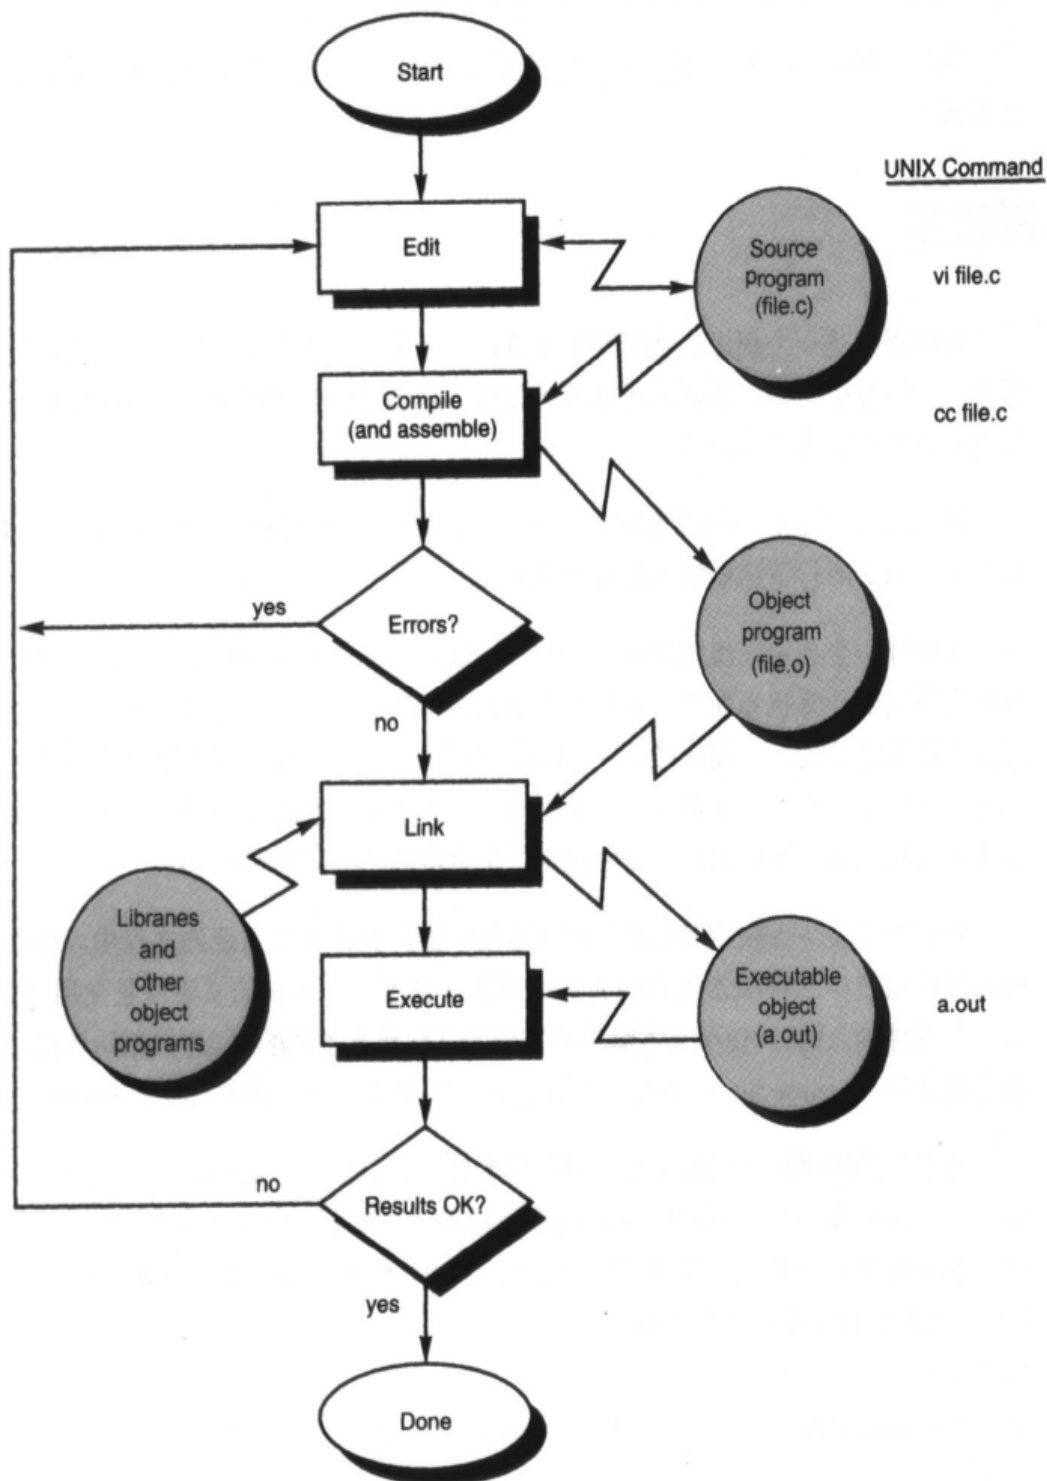 Start
UNIX Command
Edit
Source
program
(file.c)
vi file.c
Compile
(and assemble)
cc file.c
yes
Errors?
Object
program
(file.o)
no
Link
Libranes
and
other
object
programs
Execute
Executable
object
(a.out)
a.out
no
Results OK?
yes
Done